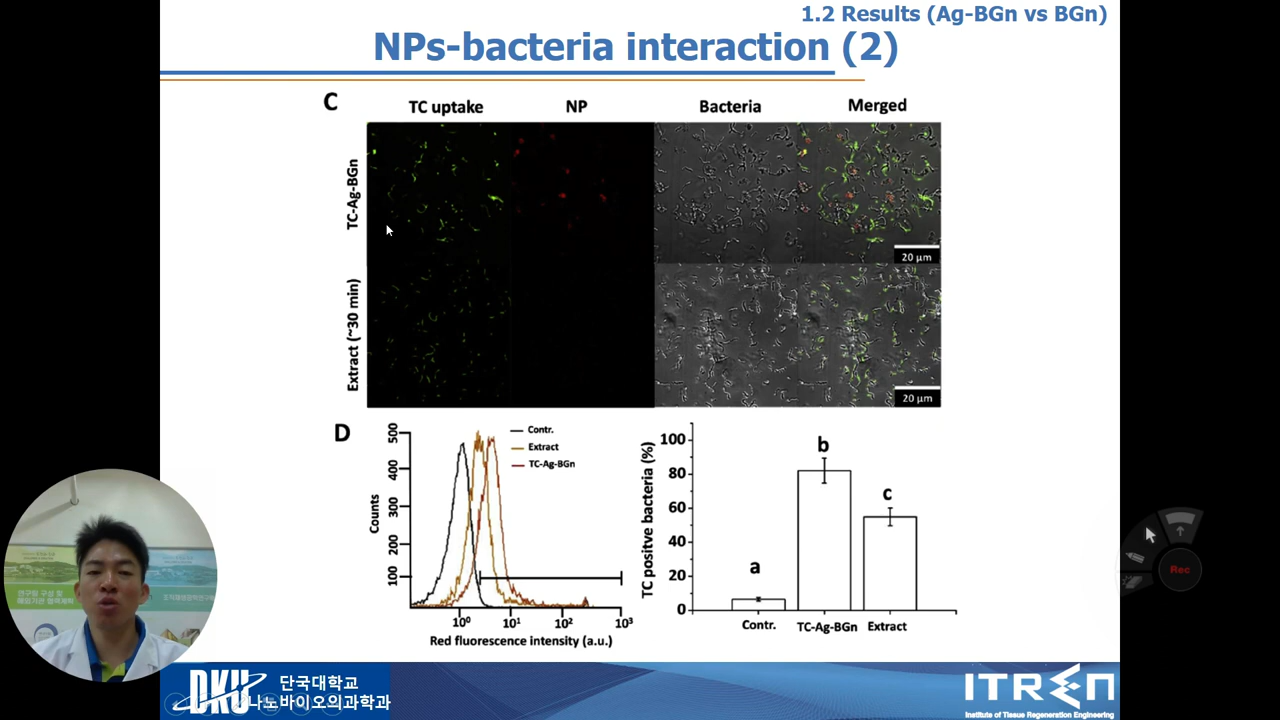 1.2 Results (Ag-BGn vs BGn)
NPs-bacteria interaction (2)
C
TC uptake
NP
Bacteria
Merged
TC-Ag-BGn
20 µm
Extract (~30 min)
20 µm
D
Counts
500
400
300
200
100
Contr.
Extract
TC-Ag-BGn
10⁰ 10¹ 10² 10³
Red fluorescence intensity (a.u.)
TC positve bacteria (%)
100
80
60
40
20
0
a
b
c
Contr.
TC-Ag-BGn
Extract
Rec
DKU
단국대학교
나노바이오의과학과
ITREN
Institute of Tissue Regeneration Engineering